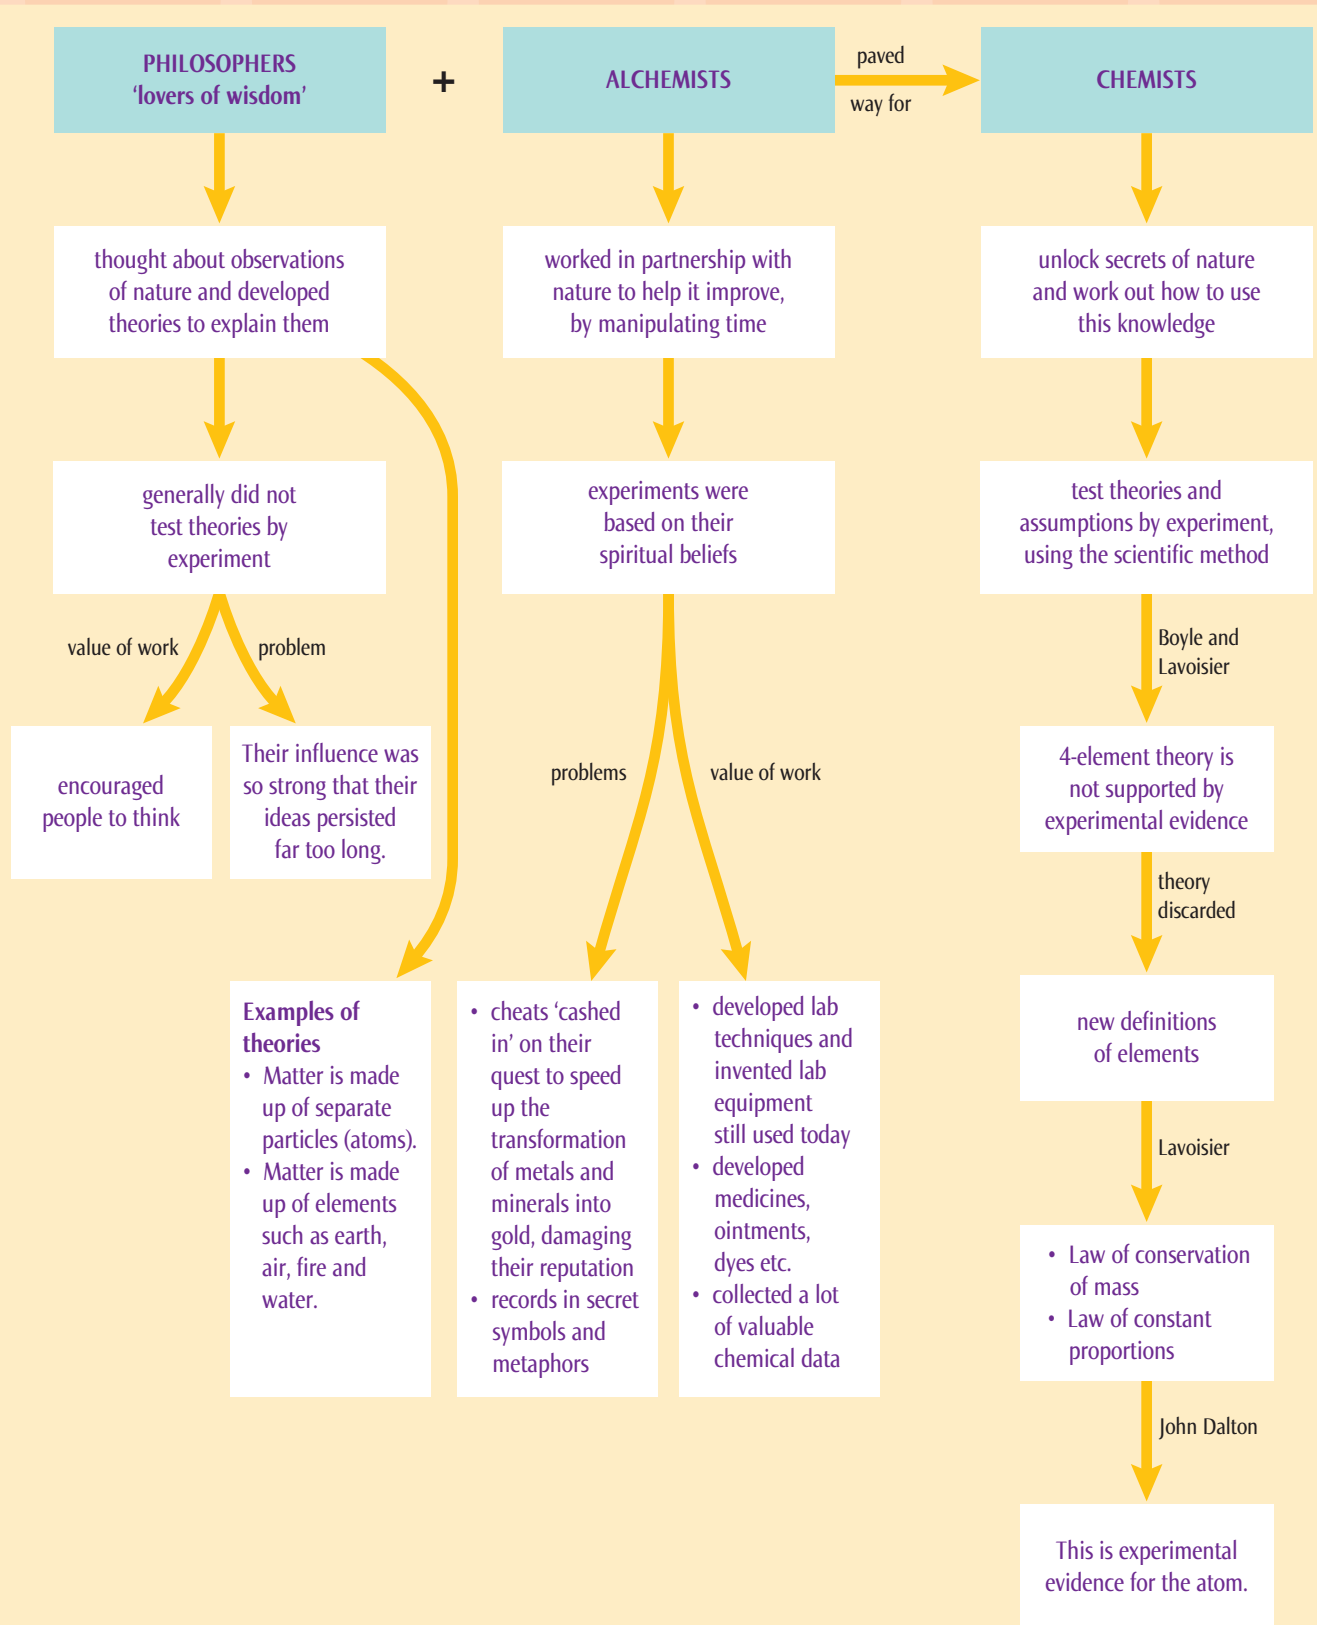 PHILOSOPHERS
‘lovers of wisdom’
+
ALCHEMISTS
paved
way for
CHEMISTS
thought about observations
of nature and developed
theories to explain them
generally did not
test theories by
experiment
value of work
problem
encouraged
people to think
Their influence was
so strong that their
ideas persisted
far too long.
Examples of
theories
• Matter is made
up of separate
particles (atoms).
• Matter is made
up of elements
such as earth,
air, fire and
water.
worked in partnership with
nature to help it improve,
by manipulating time
experiments were
based on their
spiritual beliefs
problems
value of work
• cheats ‘cashed
in’ on their
quest to speed
up the
transformation
of metals and
minerals into
gold, damaging
their reputation
• records in secret
symbols and
metaphors
• developed lab
techniques and
invented lab
equipment
still used today
• developed
medicines,
ointments,
dyes etc.
• collected a lot
of valuable
chemical data
unlock secrets of nature
and work out how to use
this knowledge
test theories and
assumptions by experiment,
using the scientific method
Boyle and
Lavoisier
4-element theory is
not supported by
experimental evidence
theory
discarded
new definitions
of elements
Lavoisier
• Law of conservation
of mass
• Law of constant
proportions
John Dalton
This is experimental
evidence for the atom.